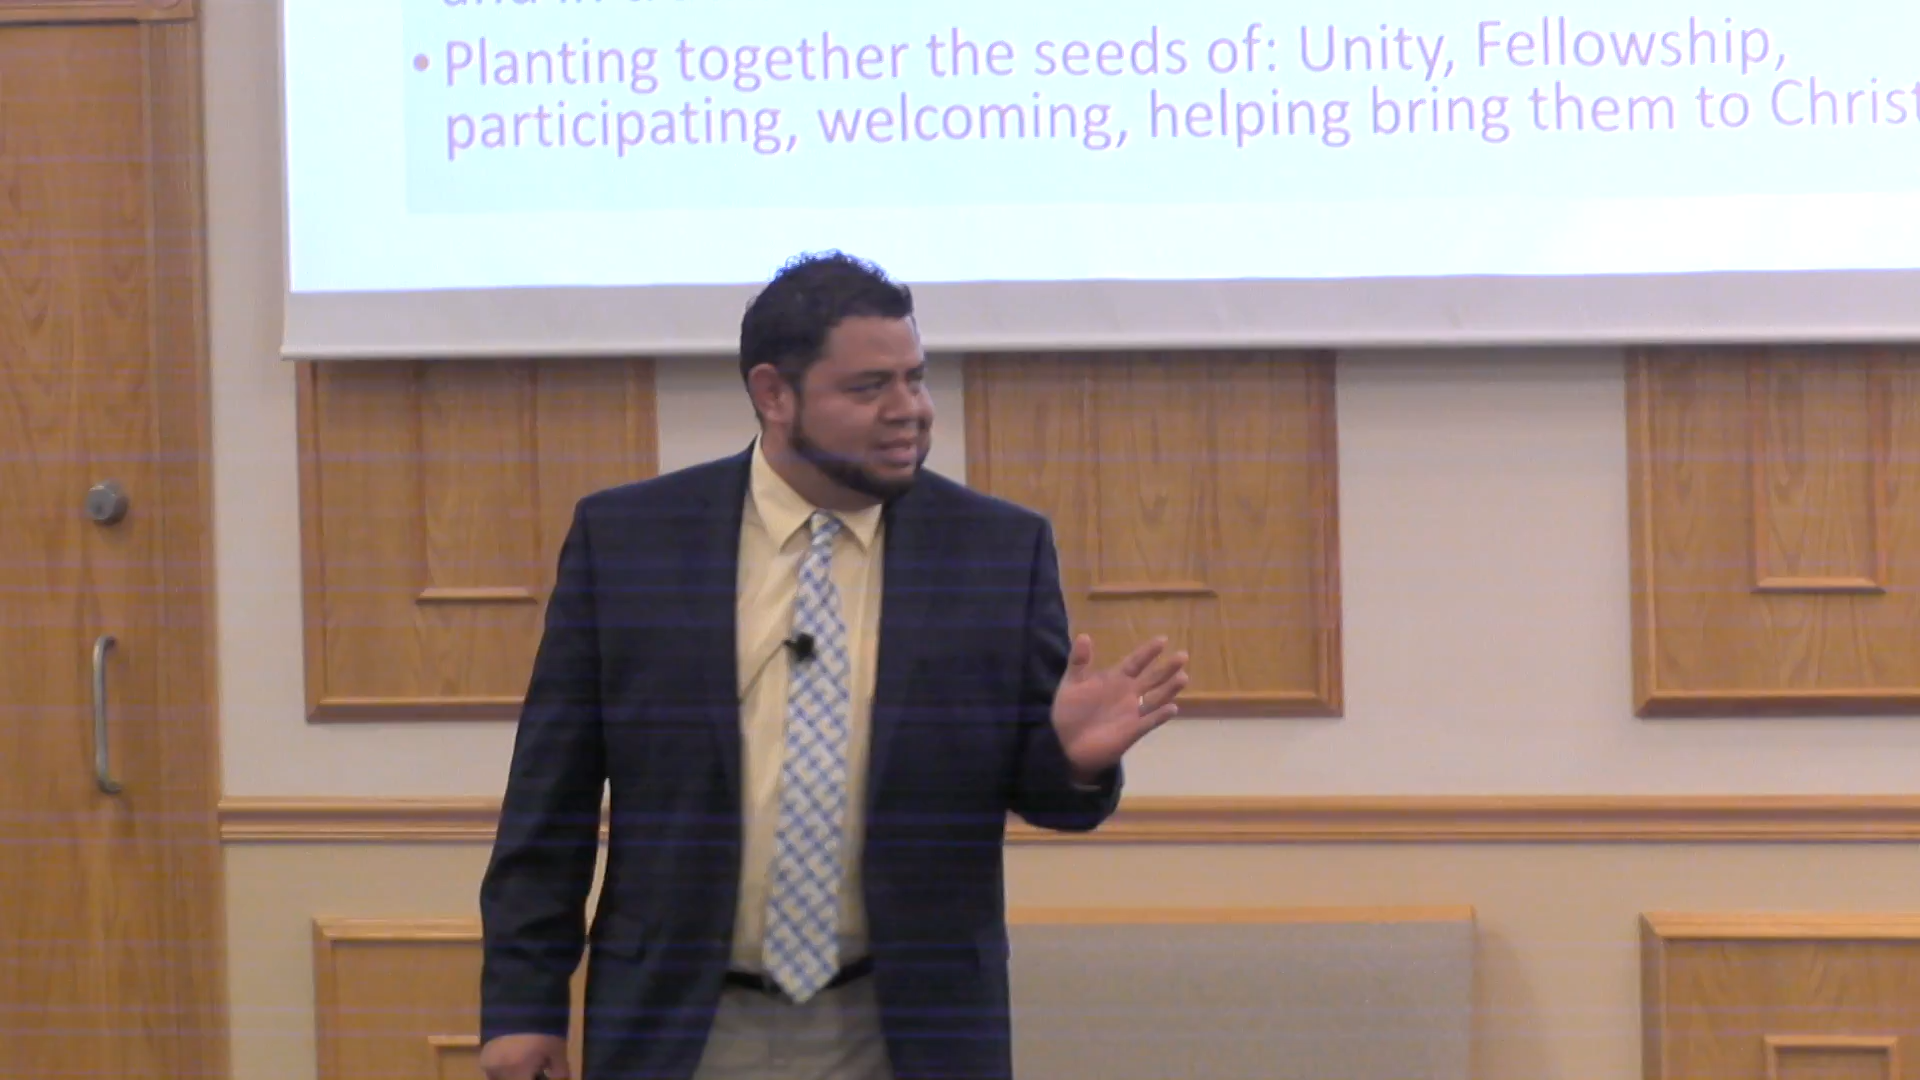 • Planting together the seeds of: Unity, Fellowship,
participating, welcoming, helping bring them to Christ